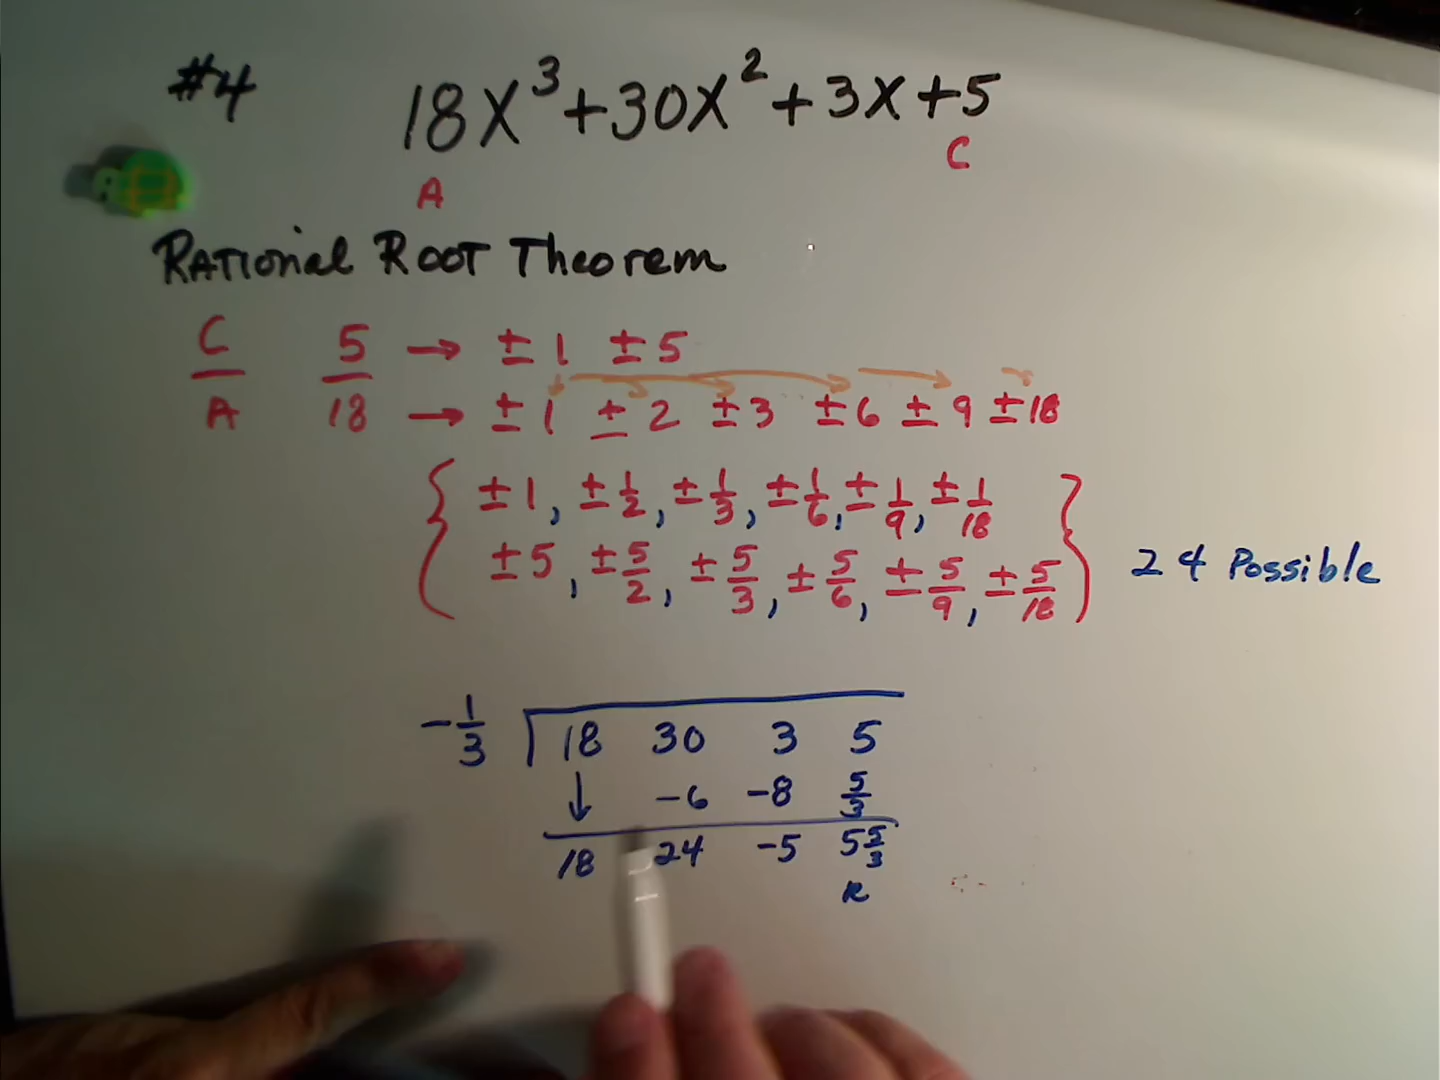 #4 18X³+30X²+3X+5
A C
RATional ROOT Theorem
C 5 → ±1 ±5
A 18 → ±1 ±2 ±3 ±6 ±9 ±18
{ ±1, ±1/2, ±1/3, ±1/6, ±1/9, ±1/18
±5, ±5/2, ±5/3, ±5/6, ±5/9, ±5/18 } 24 Possible
-1/3 18 30 3 5
↓ -6 -8 5/3
18 24 -5 5 5/3
R